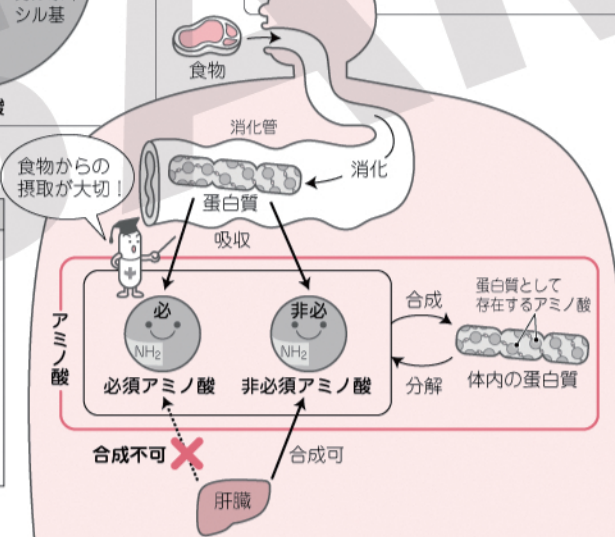 シル基
食物
消化管
食物からの
摂取が大切！
消化
蛋白質
吸収
アミノ酸
必
NH2
必須アミノ酸
非必
NH2
非必須アミノ酸
合成
分解
蛋白質として
存在するアミノ酸
体内の蛋白質
合成不可
合成可
肝臓